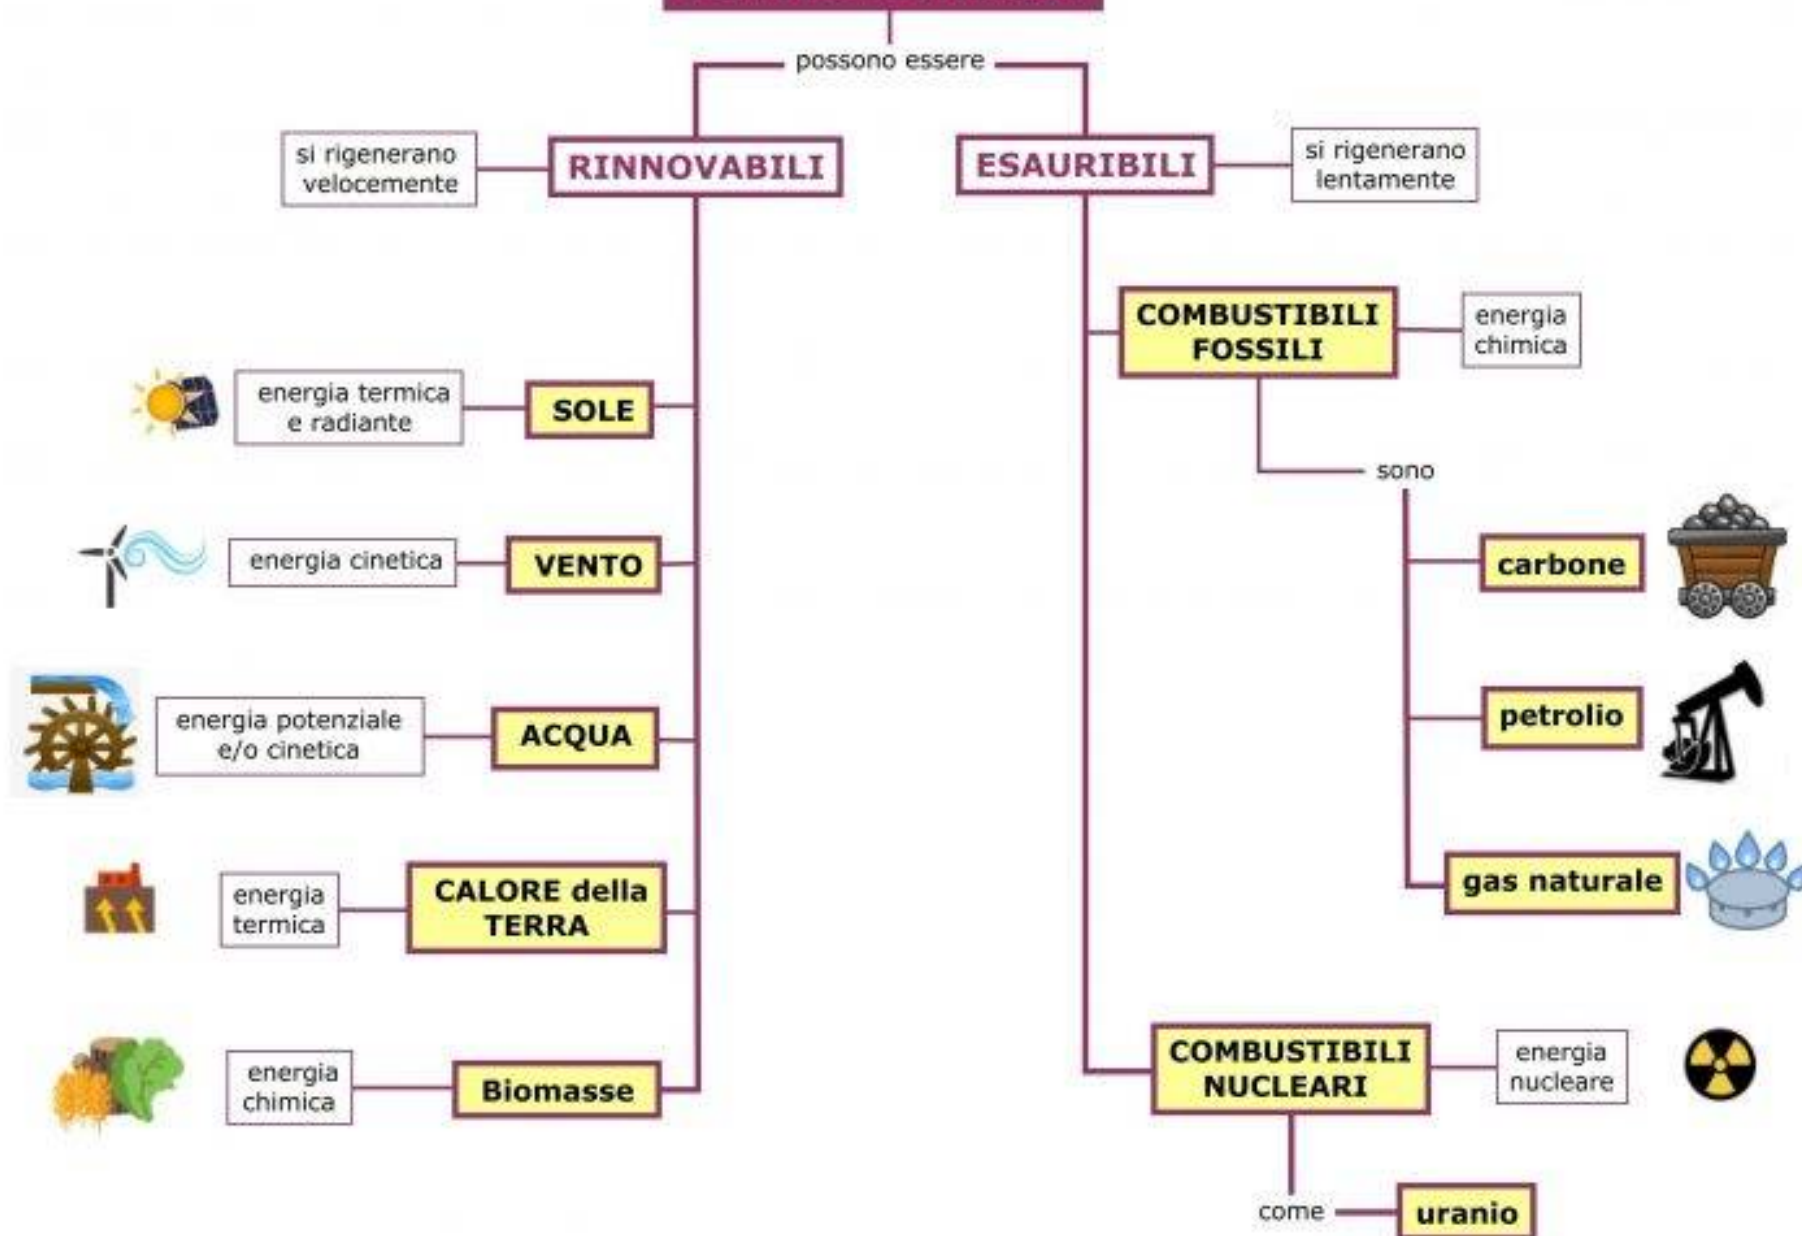 possono essere
si rigenerano
velocemente
RINNOVABILI
ESAURIBILI
si rigenerano
lentamente
COMBUSTIBILI
FOSSILI
energia
chimica
energia termica
e radiante
SOLE
sono
energia cinetica
VENTO
carbone
energia potenziale
e/o cinetica
ACQUA
petrolio
energia
termica
CALORE della
TERRA
gas naturale
energia
chimica
Biomasse
COMBUSTIBILI
NUCLEARI
energia
nucleare
come
uranio